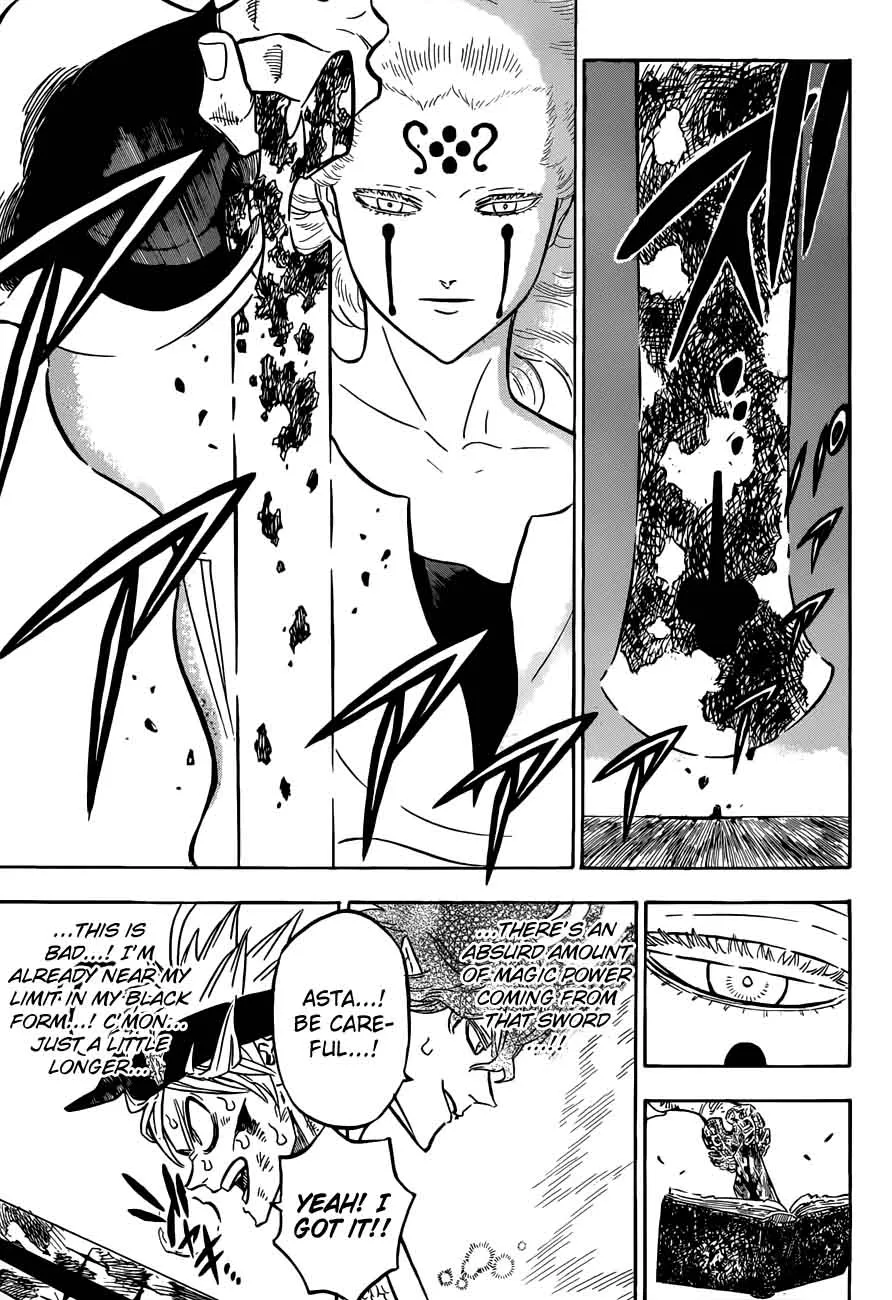 ...THERE'S AN
ABSURD AMOUNT
OF MAGIC POWER
COMING FROM
THAT SWORD
...!!
ASTA...!
BE CARE-
FUL...!
...THIS IS
BAD...! I'M
ALREADY NEAR MY
LIMIT IN MY BLACK
FORM...! C'MON...
JUST A LITTLE
LONGER...
YEAH! I
GOT IT!!